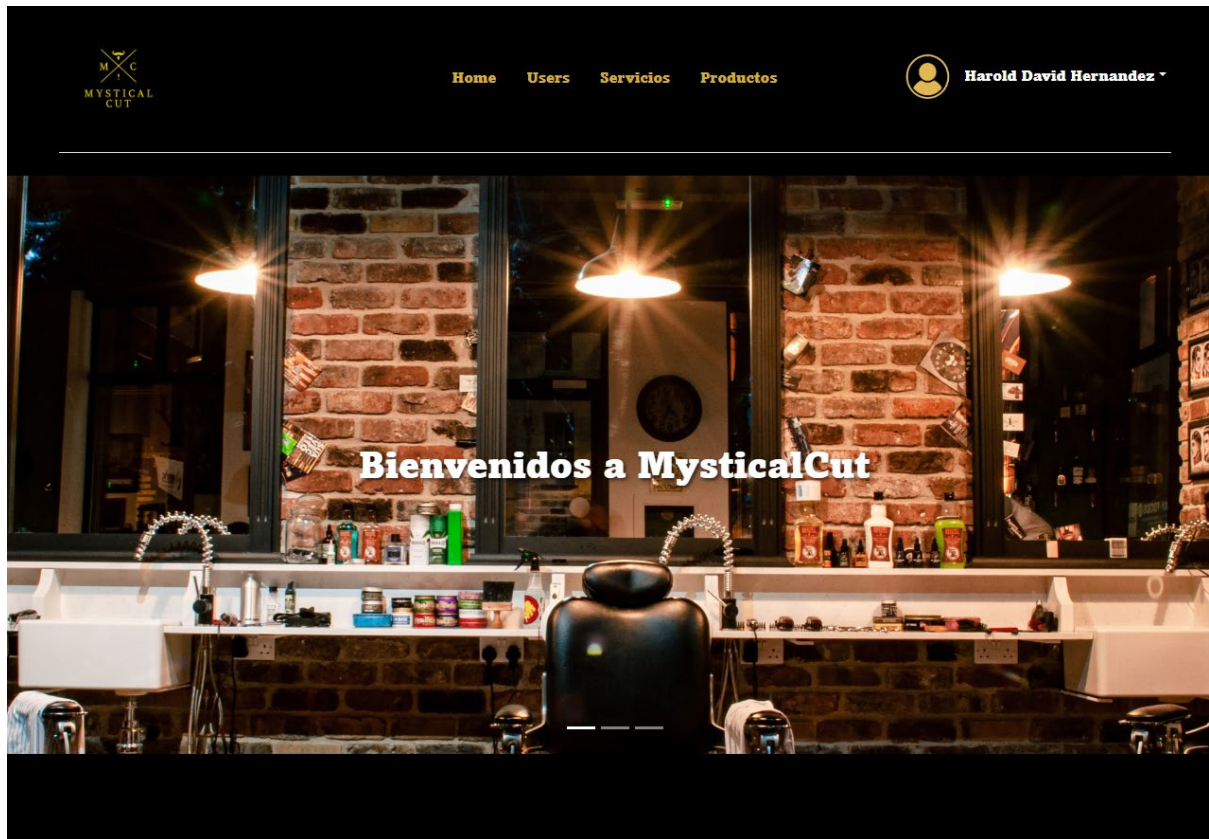 M C
MYSTICAL
CUT
Home Users Servicios Productos
Harold David Hernandez
Bienvenidos a MysticalCut